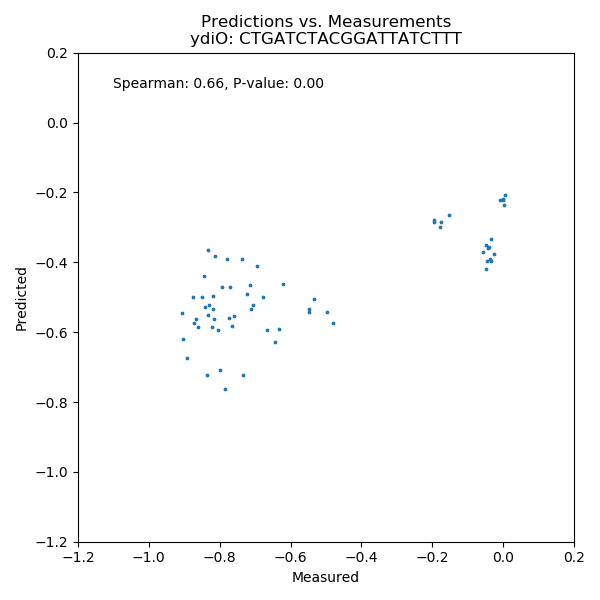 Predictions vs. Measurements
ydiO: CTGATCTACGGATTATCTTT
Spearman: 0.66, P-value: 0.00
0.2
0.0
−0.2
−0.4
−0.6
−0.8
−1.0
−1.2
Predicted
−1.2 −1.0 −0.8 −0.6 −0.4 −0.2 0.0 0.2
Measured